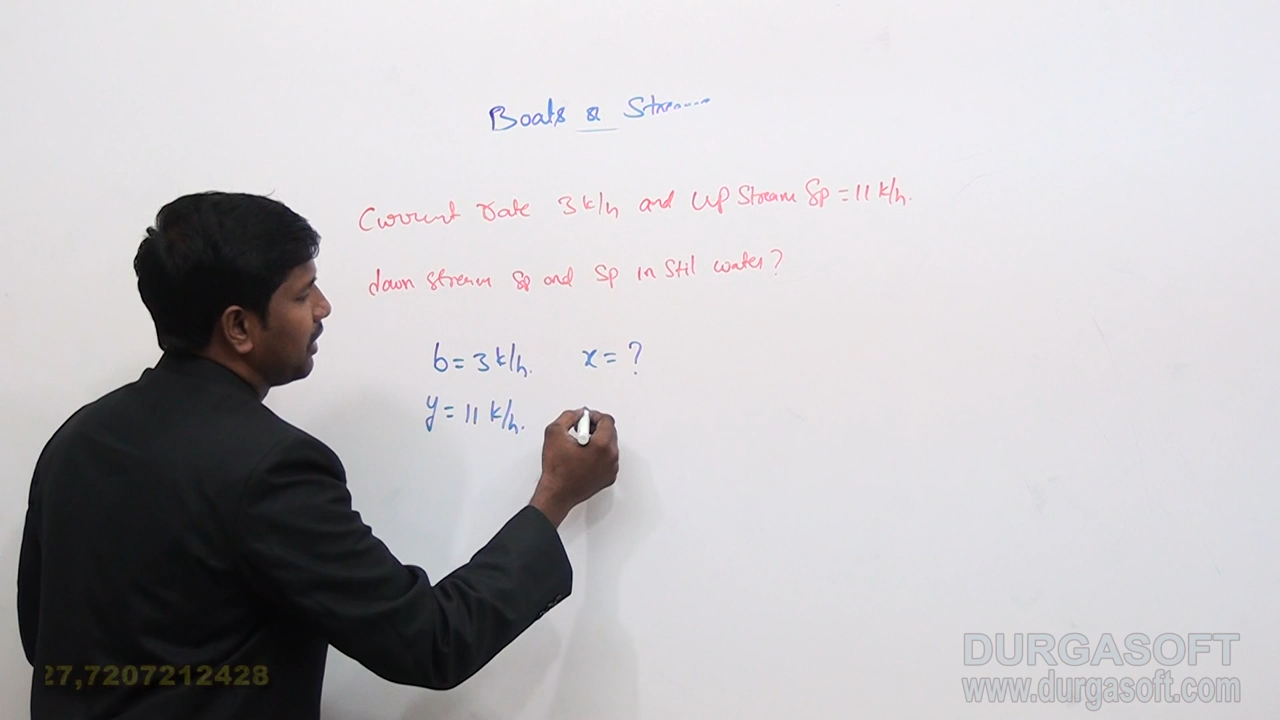 Boats & Stream
Current rate 3 k/h and up stream Sp = 11 k/h.
down stream Sp and Sp in Stil water?
b = 3 k/h. x = ?
y = 11 k/h.
27,7207212428
DURGASOFT
www.durgasoft.com